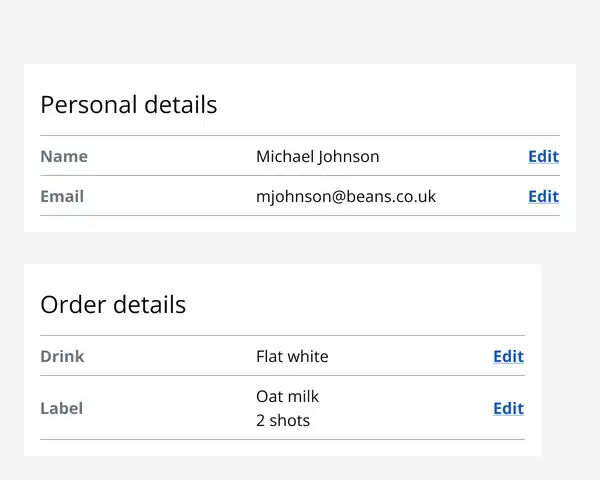 Personal details
Name Michael Johnson Edit
Email mjohnson@beans.co.uk Edit
Order details
Drink Flat white Edit
Label Oat milk Edit
2 shots